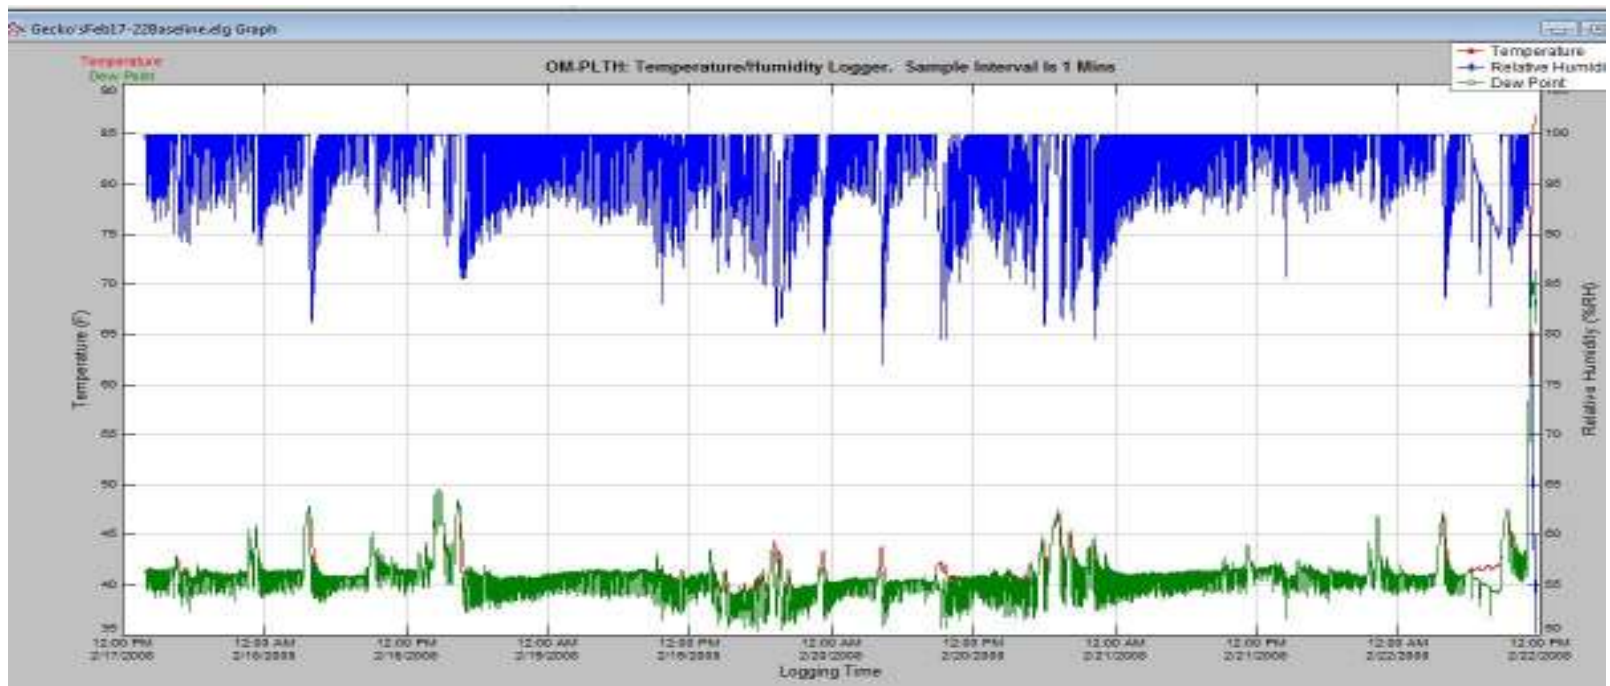 Gecko'sFeb17-22Baseline.elg Graph
Temperature
Dew Point
OM-PLTH: Temperature/Humidity Logger. Sample Interval Is 1 Mins
Temperature
Relative Humidi
Dew Point
90
85
80
75
70
65
60
55
50
45
40
35
Temperature (F)
100
95
90
85
80
75
70
65
60
55
50
Relative Humidity (%RH)
12:00 PM 12:00 AM 12:00 PM 12:00 AM 12:00 PM 12:00 AM 12:00 PM 12:00 AM 12:00 PM 12:00 AM 12:00 PM
2/17/2008 2/18/2008 2/18/2008 2/19/2008 2/19/2008 2/20/2008 2/20/2008 2/21/2008 2/21/2008 2/22/2008 2/22/2008
Logging Time